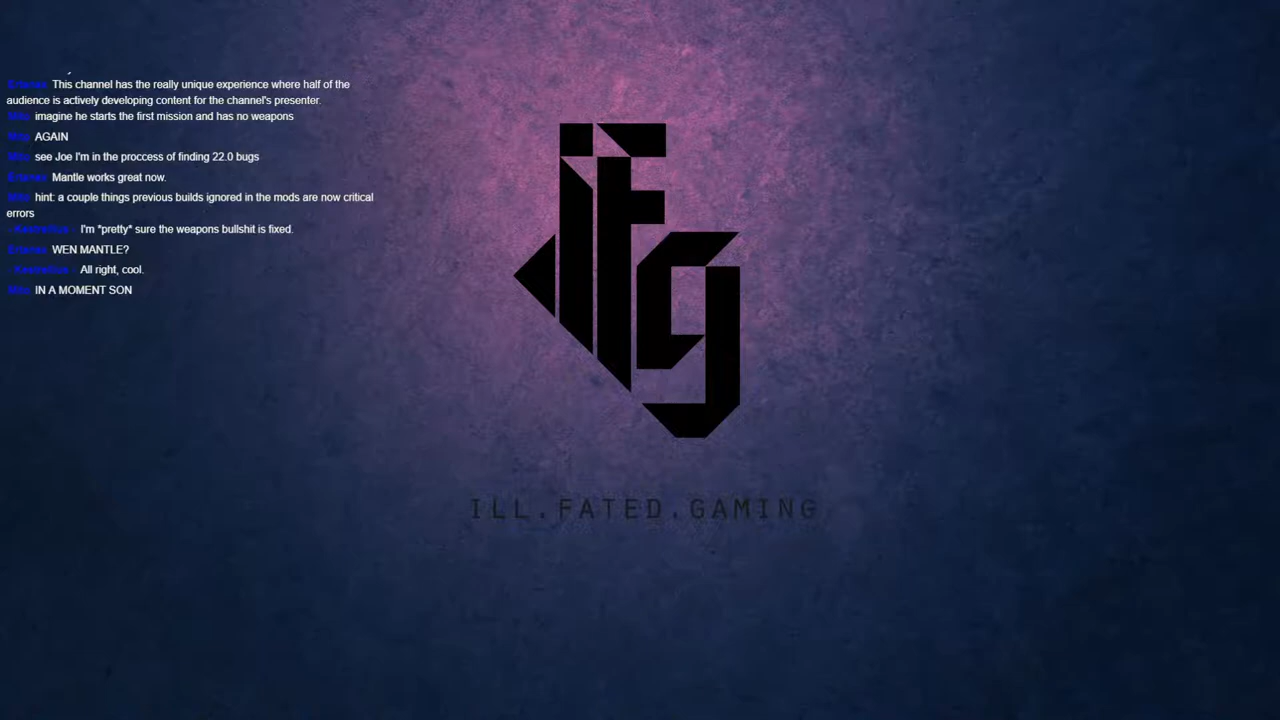 This channel has the really unique experience where half of the
audience is actively developing content for the channel's presenter.
imagine he starts the first mission and has no weapons
AGAIN
see Joe I'm in the proccess of finding 22.0 bugs
Mantle works great now.
hint: a couple things previous builds ignored in the mods are now critical
errors
I'm *pretty* sure the weapons bullshit is fixed.
WEN MANTLE?
All right, cool.
IN A MOMENT SON
iFg
ILL.FATED.GAMING